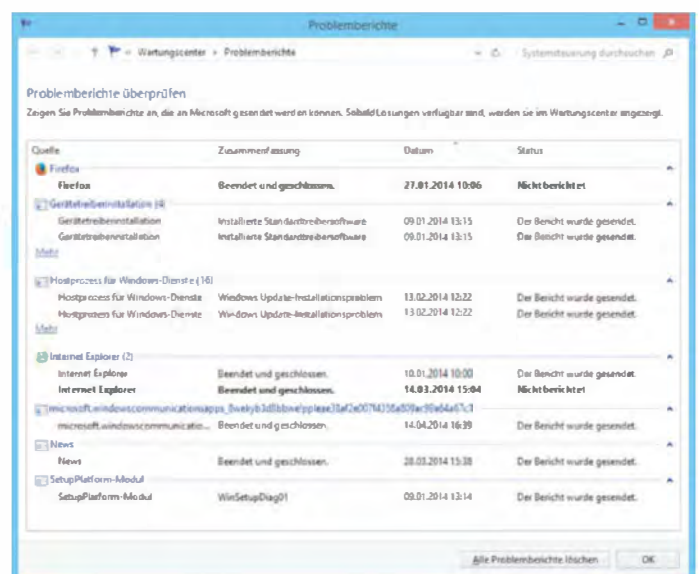 Problemberichte
Wartungscenter Problemberichte Systemsteuerung durchsuchen
Problemberichte überprüfen
Zeigen Sie Problemberichte an, die an Microsoft gesendet werden können. Sobald Lösungen verfügbar sind, werden sie im Wartungscenter angezeigt.
Quelle Zusammenfassung Datum Status
Firefox
Firefox Beendet und geschlossen. 27.01.2014 10:06 Nicht berichtet
Gerätetreiberinstallation (4)
Gerätetreiberinstallation Installierte Standardtreibersoftware 09.01.2014 13:15 Der Bericht wurde gesendet.
Gerätetreiberinstallation Installierte Standardtreibersoftware 09.01.2014 13:15 Der Bericht wurde gesendet.
Mehr
Hostprozess für Windows-Dienste (16)
Hostprozess für Windows-Dienste Windows Update-Installationsproblem 13.02.2014 12:22 Der Bericht wurde gesendet.
Hostprozess für Windows-Dienste Windows Update-Installationsproblem 13.02.2014 12:22 Der Bericht wurde gesendet.
Mehr
Internet Explorer (2)
Internet Explorer Beendet und geschlossen. 10.01.2014 10:00 Der Bericht wurde gesendet.
Internet Explorer Beendet und geschlossen. 14.03.2014 15:04 Nicht berichtet
microsoft.windowscommunicatio... Beendet und geschlossen. 14.04.2014 16:39 Der Bericht wurde gesendet.
News
News Beendet und geschlossen. 28.03.2014 15:38 Der Bericht wurde gesendet.
SetupPlatform-Modul
SetupPlatform-Modul WinSetupDiag01 09.01.2014 13:14 Der Bericht wurde gesendet.
Alle Problemberichte löschen OK